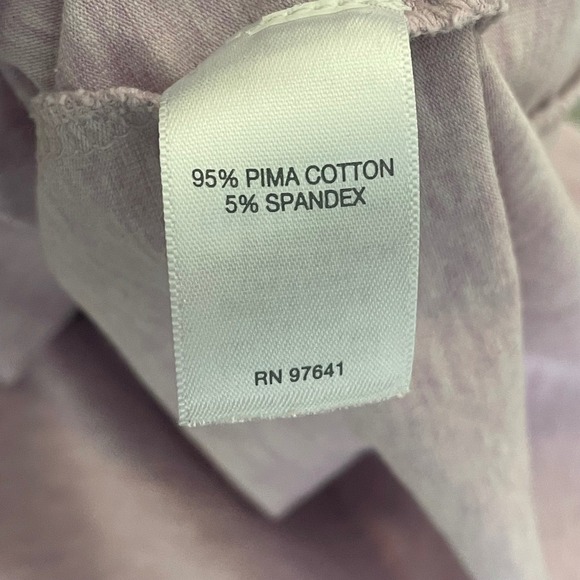 95% PIMA COTTON
5% SPANDEX
RN 97641